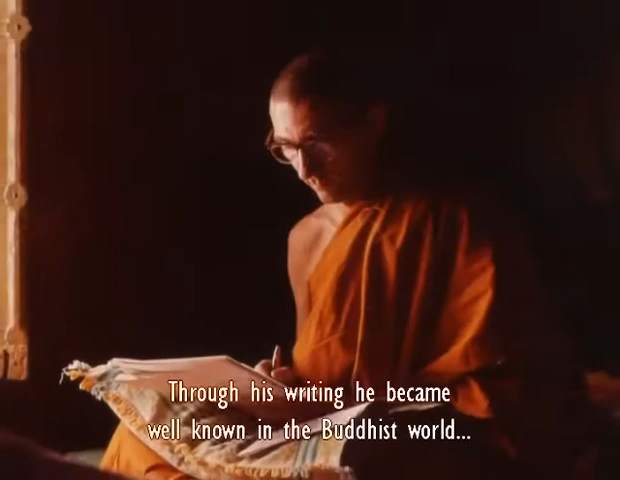 Through his writing he became
well known in the Buddhist world...